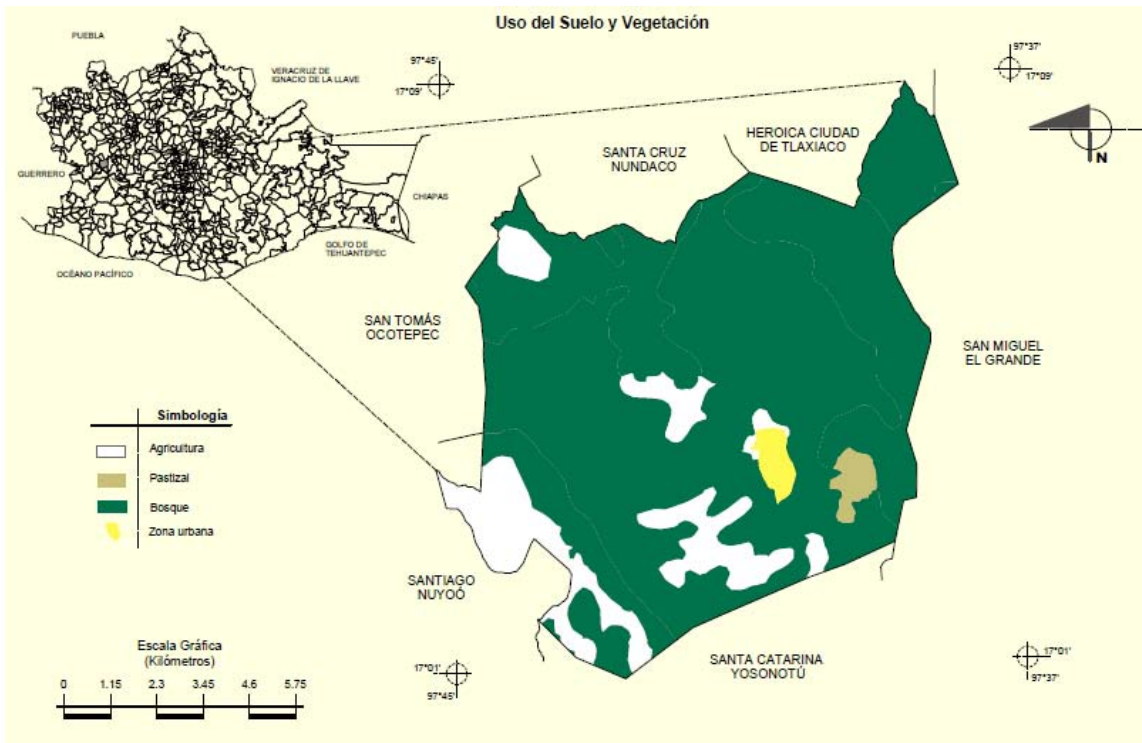 Uso del Suelo y Vegetación
PUEBLA
VERACRUZ DE
IGNACIO DE LA LLAVE
GUERRERO
CHIAPAS
GOLFO DE
TEHUANTEPEC
OCÉANO PACÍFICO
97°45'
17°09'
97°37'
17°09'
N
HEROICA CIUDAD
DE TLAXIACO
SANTA CRUZ
NUNDACO
SAN TOMÁS
OCOTEPEC
SAN MIGUEL
EL GRANDE
Simbología
Agricultura
Pastizal
Bosque
Zona urbana
SANTIAGO
NUYOÓ
SANTA CATARINA
YOSONOTÚ
Escala Gráfica
(Kilómetros)
0 1.15 2.3 3.45 4.6 5.75
17°01'
97°45'
17°01'
97°37'